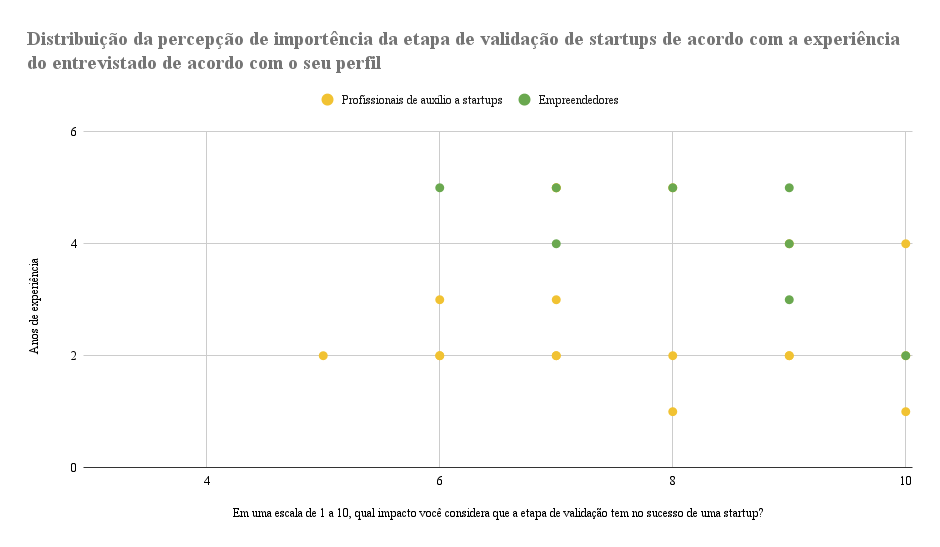 Distribuição da percepção de importência da etapa de validação de startups de acordo com a experiência
do entrevistado de acordo com o seu perfil
Profissionais de auxílio a startups
Empreendedores
6
4
2
0
Anos de experiência
4
6
8
10
Em uma escala de 1 a 10, qual impacto você considera que a etapa de validação tem no sucesso de uma startup?